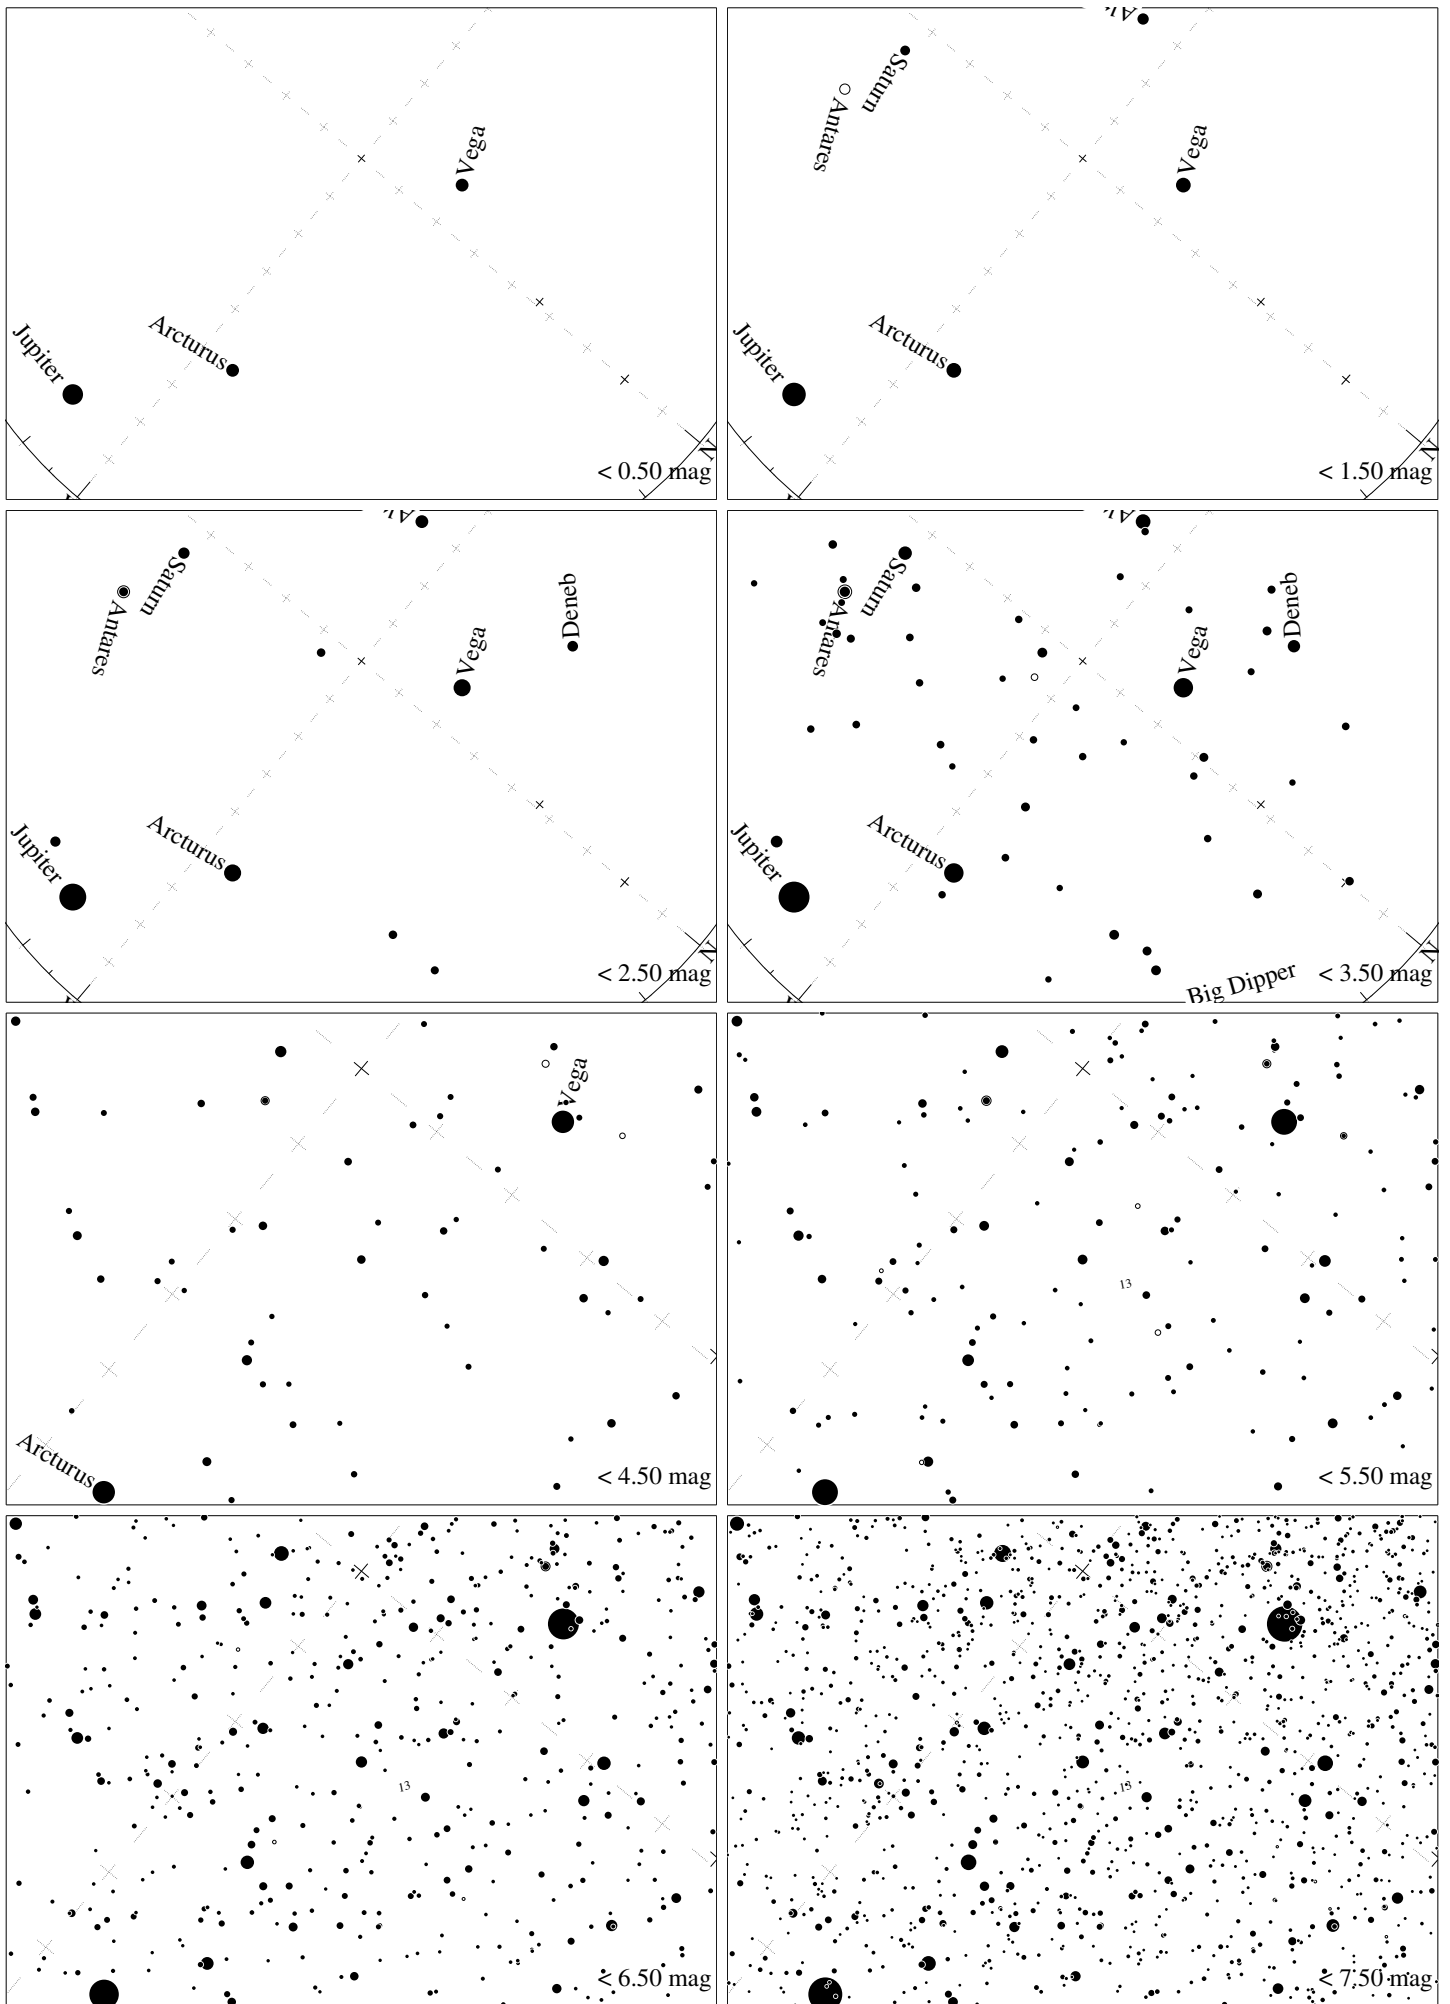 Vega
Arcturus
Jupiter
N
< 0.50 mag
Saturn
Antares
Vega
Arcturus
Jupiter
N
< 1.50 mag
Saturn
Antares
Deneb
Vega
Arcturus
Jupiter
N
< 2.50 mag
Saturn
Antares
Deneb
Vega
Arcturus
Jupiter
N
Big Dipper
< 3.50 mag
Vega
Arcturus
< 4.50 mag
13
< 5.50 mag
13
< 6.50 mag
13
< 7.50 mag